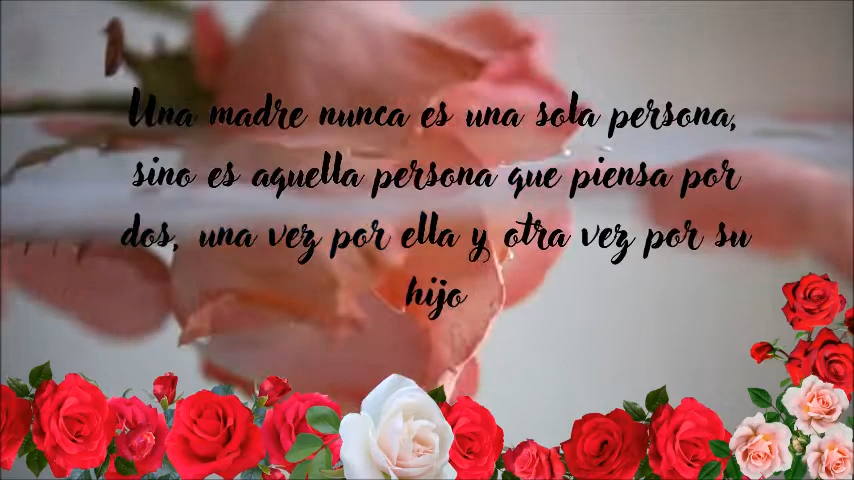 Una madre nunca es una sola persona,
sino es aquella persona que piensa por
dos, una vez por ella y otra vez por su
hijo